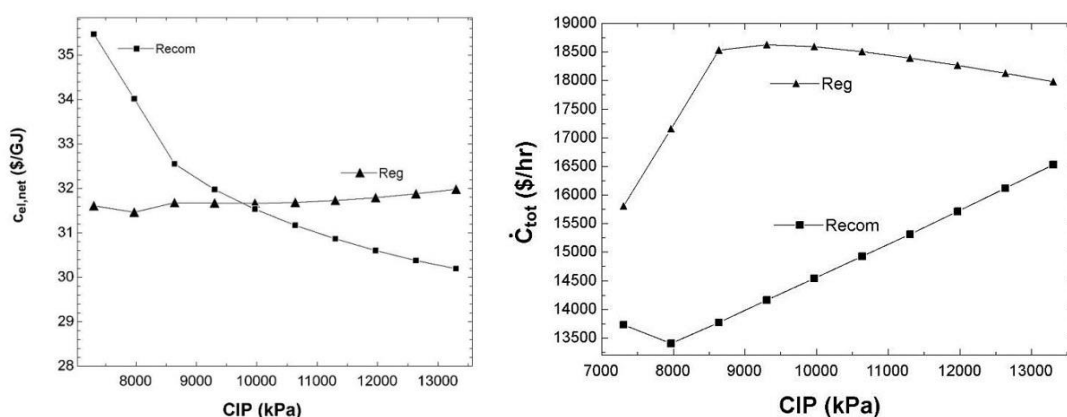 35
34
33
32
31
30
29
28
c_el,net ($/GJ)
Recom
Reg
8000 9000 10000 11000 12000 13000
CIP (kPa)
19000
18500
18000
17500
17000
16500
16000
15500
15000
14500
14000
13500
Ċ_tot ($/hr)
Reg
Recom
7000 8000 9000 10000 11000 12000 13000
CIP (kPa)